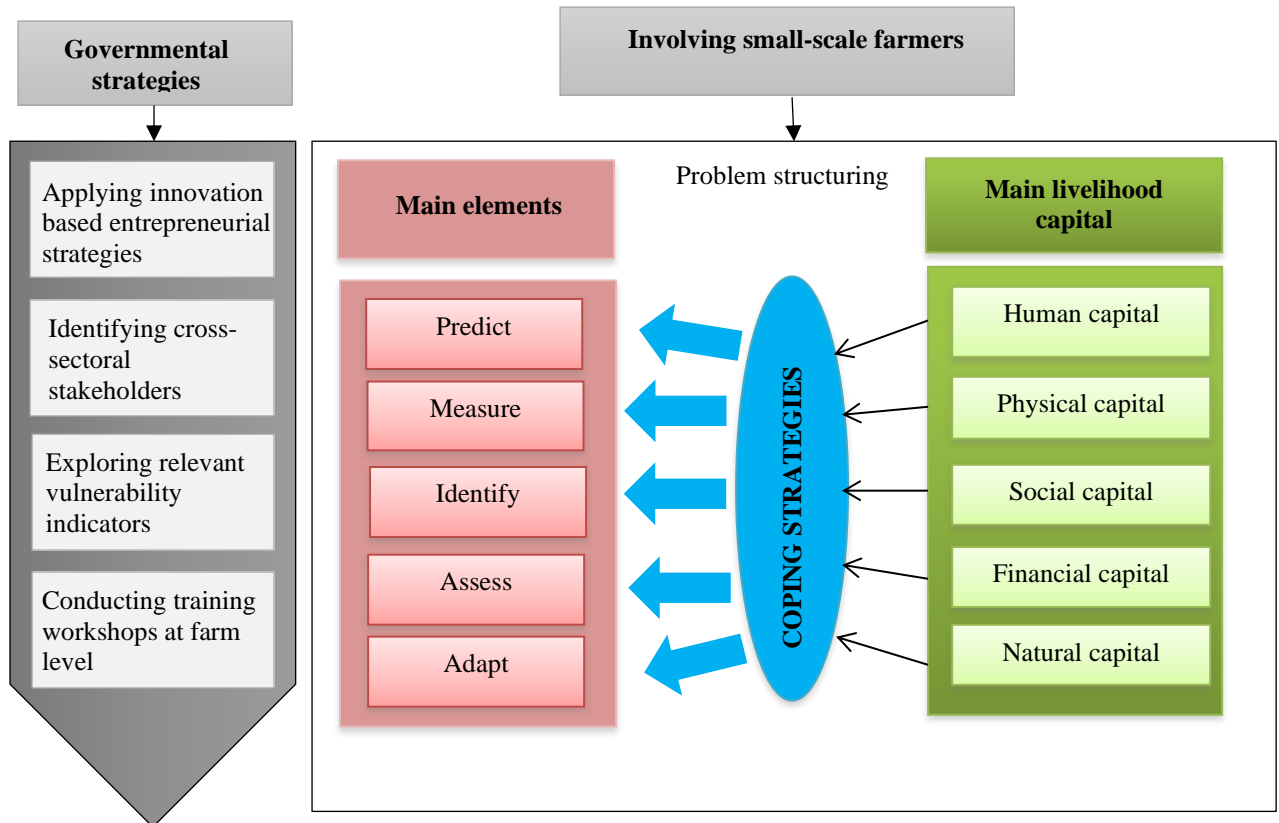 Governmental
strategies
Involving small-scale farmers
Applying innovation
based entrepreneurial
strategies
Identifying cross-
sectoral
stakeholders
Exploring relevant
vulnerability
indicators
Conducting training
workshops at farm
level
Problem structuring
Main elements
Predict
Measure
Identify
Assess
Adapt
COPING STRATEGIES
Main livelihood
capital
Human capital
Physical capital
Social capital
Financial capital
Natural capital